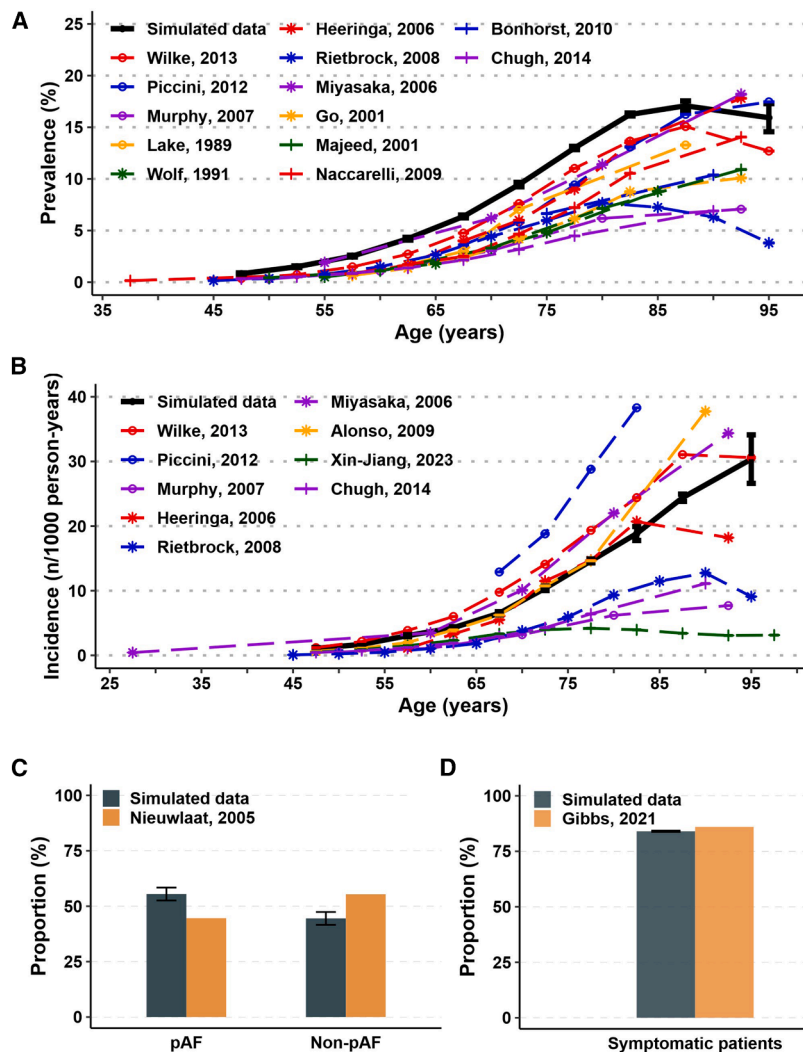 A
Prevalence (%)
25
20
15
10
5
0
Simulated data
Wilke, 2013
Piccini, 2012
Murphy, 2007
Lake, 1989
Wolf, 1991
Heeringa, 2006
Rietbrock, 2008
Miyasaka, 2006
Go, 2001
Majeed, 2001
Naccarelli, 2009
Bonhorst, 2010
Chugh, 2014
35 45 55 65 75 85 95
Age (years)
B
Incidence (n/1000 person-years)
40
30
20
10
0
Simulated data
Wilke, 2013
Piccini, 2012
Murphy, 2007
Heeringa, 2006
Rietbrock, 2008
Miyasaka, 2006
Alonso, 2009
Xin-Jiang, 2023
Chugh, 2014
25 35 45 55 65 75 85 95
Age (years)
C
Proportion (%)
100
75
50
25
0
Simulated data
Nieuwlaat, 2005
pAF Non-pAF
D
Proportion (%)
100
75
50
25
0
Simulated data
Gibbs, 2021
Symptomatic patients